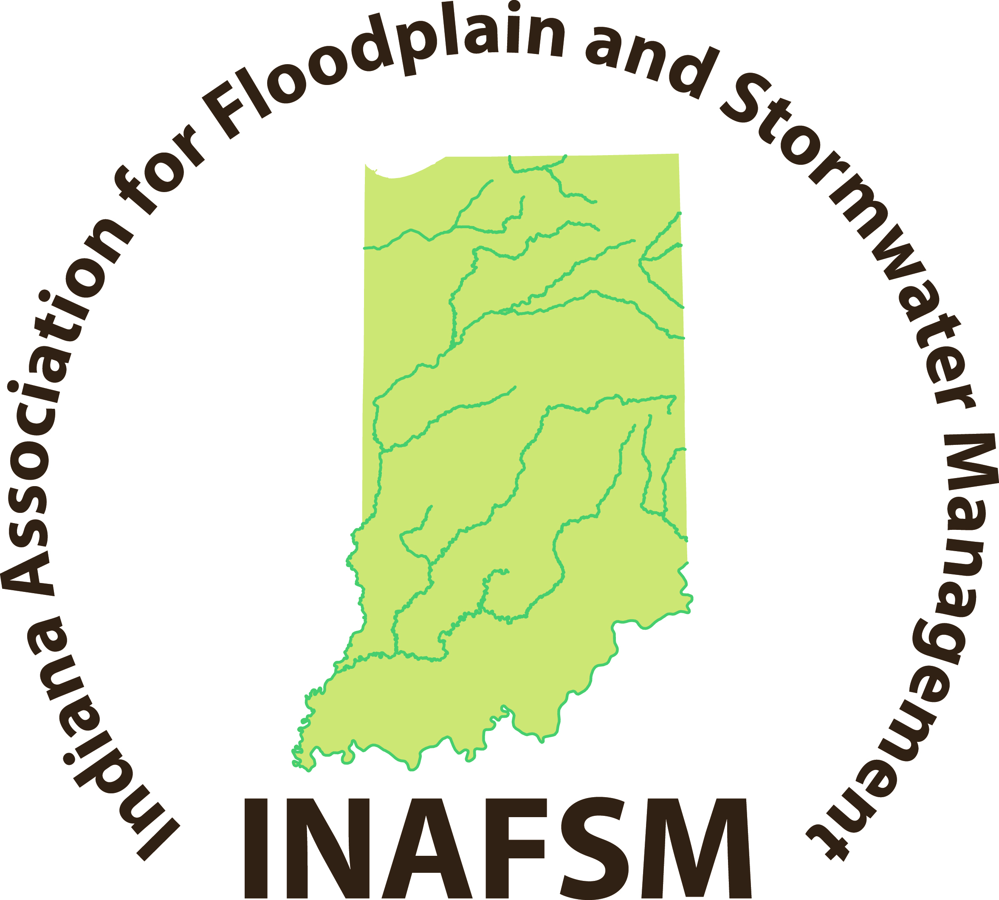 Indiana Association for Floodplain and Stormwater Management
INAFSM